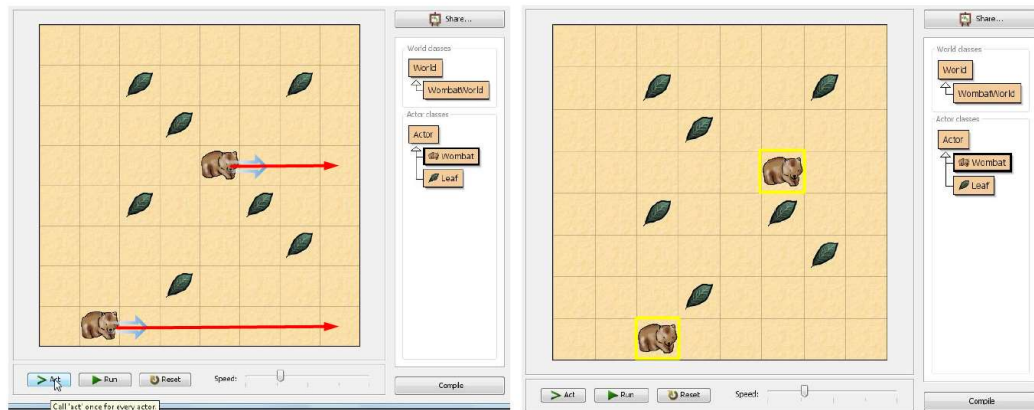 Share...
World classes
World
WombatWorld
Actor classes
Actor
Wombat
Leaf
> Act
Run
Reset
Speed:
Compile
Call 'act' once for every actor.
Share...
World classes
World
WombatWorld
Actor classes
Actor
Wombat
Leaf
> Act
Run
Reset
Speed:
Compile